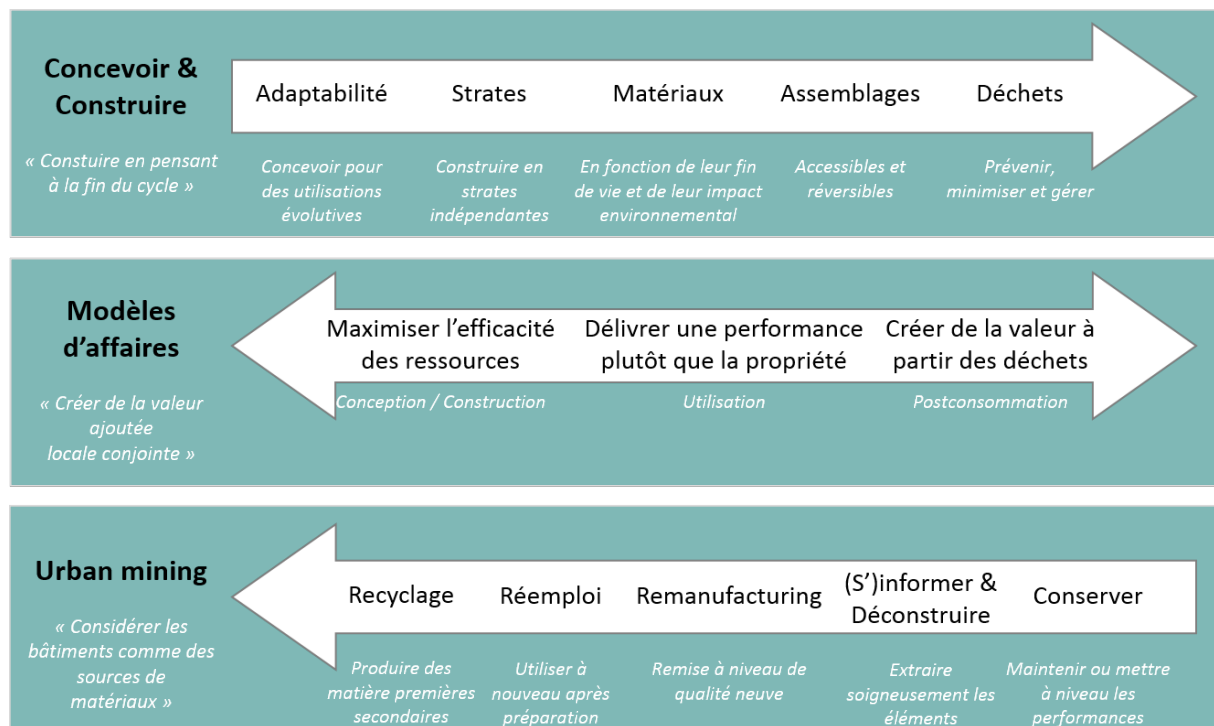 Concevoir &
Construire
« Constuire en pensant
à la fin du cycle »
Adaptabilité
Concevoir pour
des utilisations
évolutives
Strates
Construire en
strates
indépendantes
Matériaux
En fonction de leur fin
de vie et de leur impact
environnemental
Assemblages
Accessibles et
réversibles
Déchets
Prévenir,
minimiser et gérer
Modèles
d'affaires
« Créer de la valeur
ajoutée
locale conjointe »
Maximiser l'efficacité
des ressources
Conception / Construction
Délivrer une performance
plutôt que la propriété
Utilisation
Créer de la valeur à
partir des déchets
Postconsommation
Urban mining
« Considérer les
bâtiments comme des
sources de
matériaux »
Recyclage
Produire des
matière premières
secondaires
Réemploi
Utiliser à
nouveau après
préparation
Remanufacturing
Remise à niveau de
qualité neuve
(S')informer &
Déconstruire
Extraire
soigneusement les
éléments
Conserver
Maintenir ou mettre
à niveau les
performances